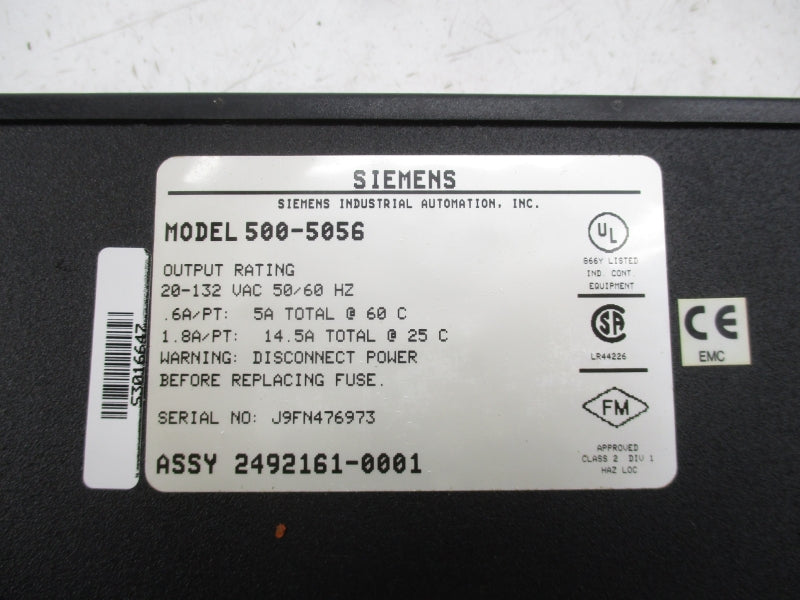 SIEMENS
SIEMENS INDUSTRIAL AUTOMATION, INC.
MODEL 500-5056
OUTPUT RATING
20-132 VAC 50/60 HZ
.6A/PT: 5A TOTAL @ 60 C
1.8A/PT: 14.5A TOTAL @ 25 C
WARNING: DISCONNECT POWER
BEFORE REPLACING FUSE.
SERIAL NO: J9FN476973
ASSY 2492161-0001
UL
866Y LISTED
IND. CONT.
EQUIPMENT
SA
LR44226
FM
APPROVED
CLASS 2 DIV 1
HAZ LOC
CE
EMC
S3016647